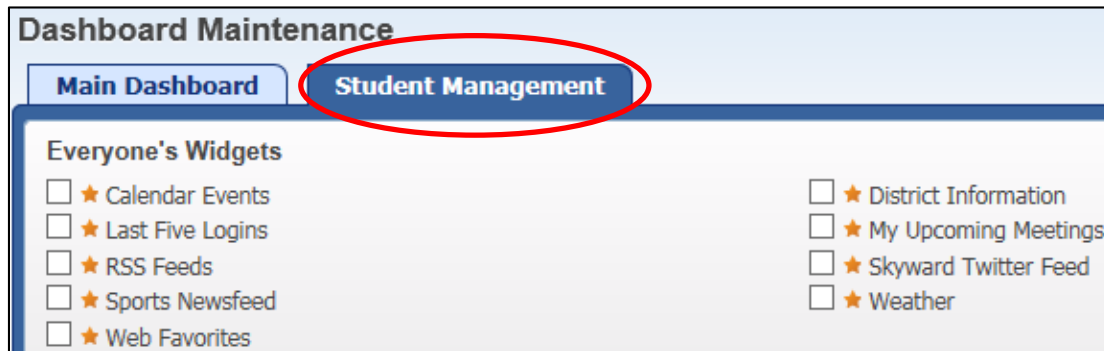 Dashboard Maintenance
Main Dashboard
Student Management
Everyone's Widgets
Calendar Events
Last Five Logins
RSS Feeds
Sports Newsfeed
Web Favorites
District Information
My Upcoming Meetings
Skyward Twitter Feed
Weather